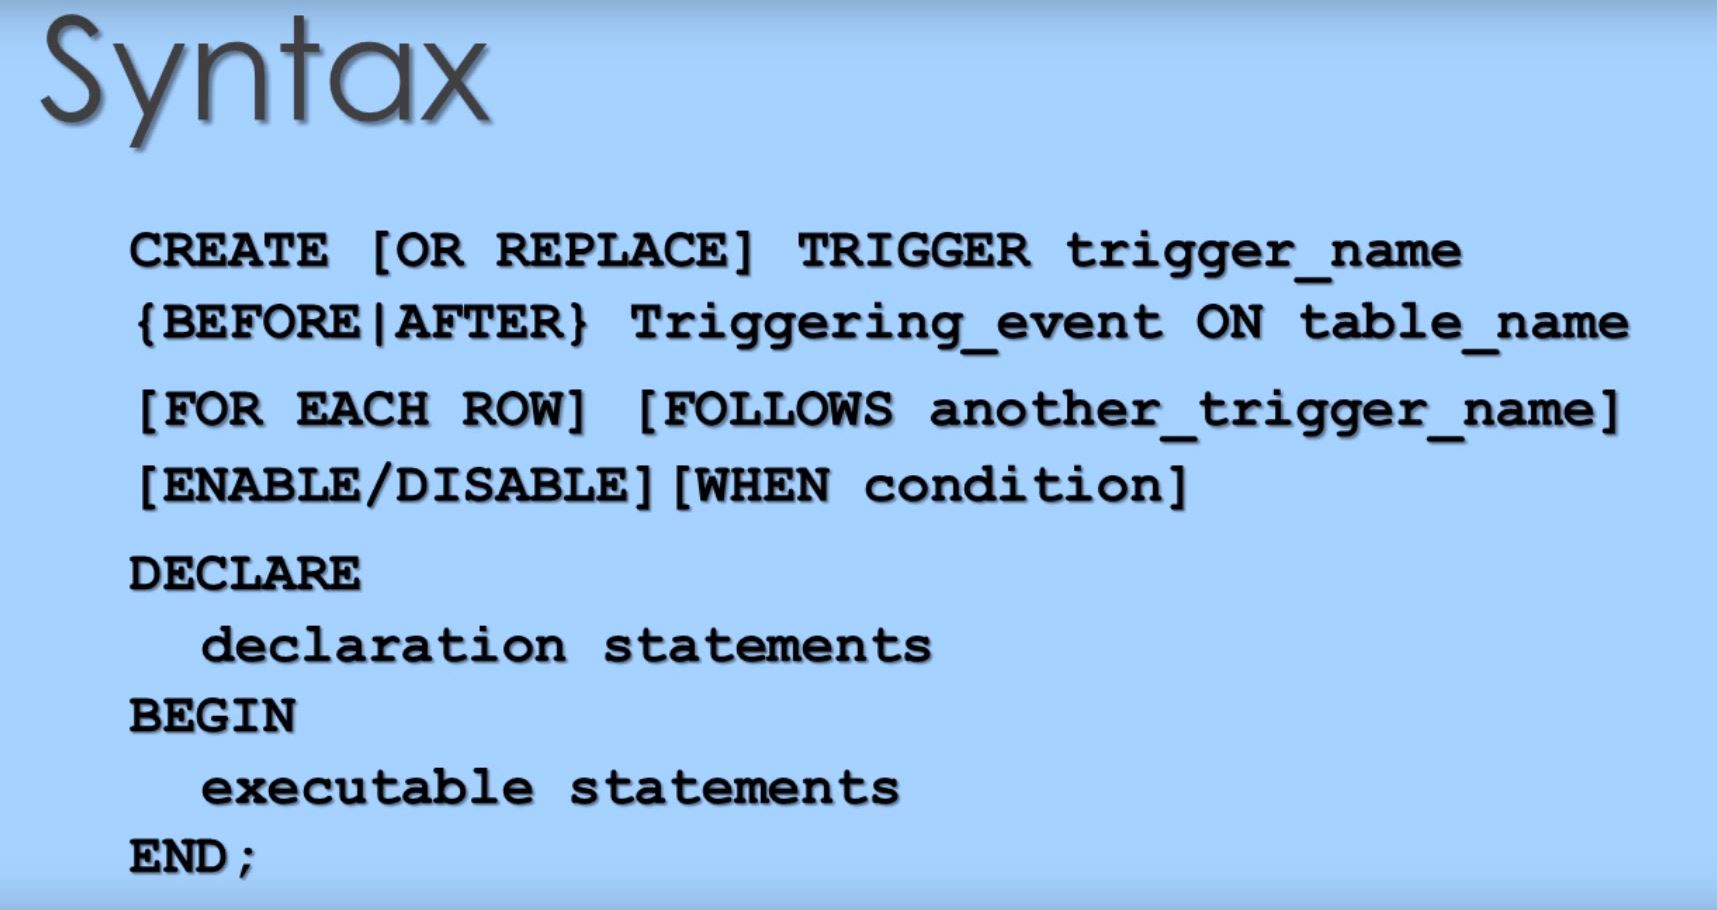 Syntax
CREATE [OR REPLACE] TRIGGER trigger_name
{BEFORE|AFTER} Triggering_event ON table_name
[FOR EACH ROW] [FOLLOWS another_trigger_name]
[ENABLE/DISABLE][WHEN condition]
DECLARE
declaration statements
BEGIN
executable statements
END;